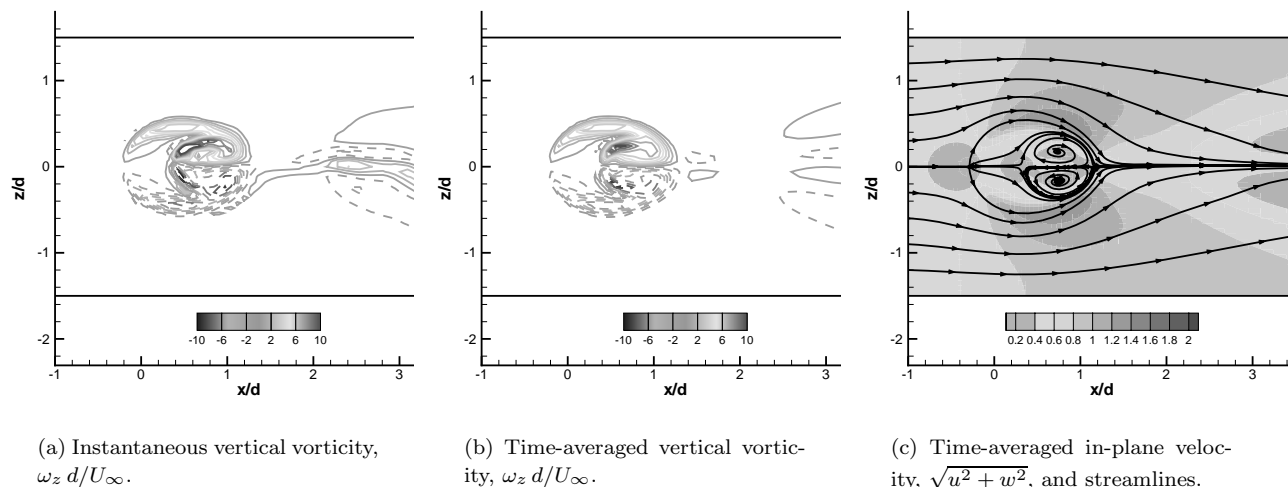 1
0
-1
-2
z/d
-10 -6 -2 2 6 10
-1 0 1 2 3
x/d
(a) Instantaneous vertical vorticity,
ω_z d/U_∞.
1
0
-1
-2
z/d
-10 -6 -2 2 6 10
-1 0 1 2 3
x/d
(b) Time-averaged vertical vortic-
ity, ω_z d/U_∞.
1
0
-1
-2
z/d
0.2 0.4 0.6 0.8 1 1.2 1.4 1.6 1.8 2
-1 0 1 2 3
x/d
(c) Time-averaged in-plane veloc-
ity, √(u² + w²), and streamlines.